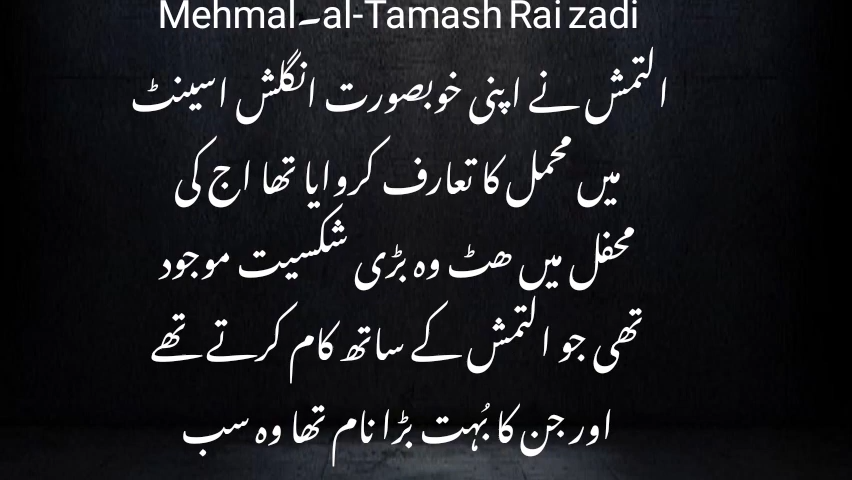 Mehmal۔al-Tamash Rai zadi
التمش نے اپنی خوبصورت انگلش اسینٹ
میں محمل کا تعارف کروایا تھا اج کی
محفل میں ھٹ وہ بڑی شکسیت موجود
تھی جو التمش کے ساتھ کام کرتے تھے
اور جن کا بُہت بڑا نام تھا وہ سب